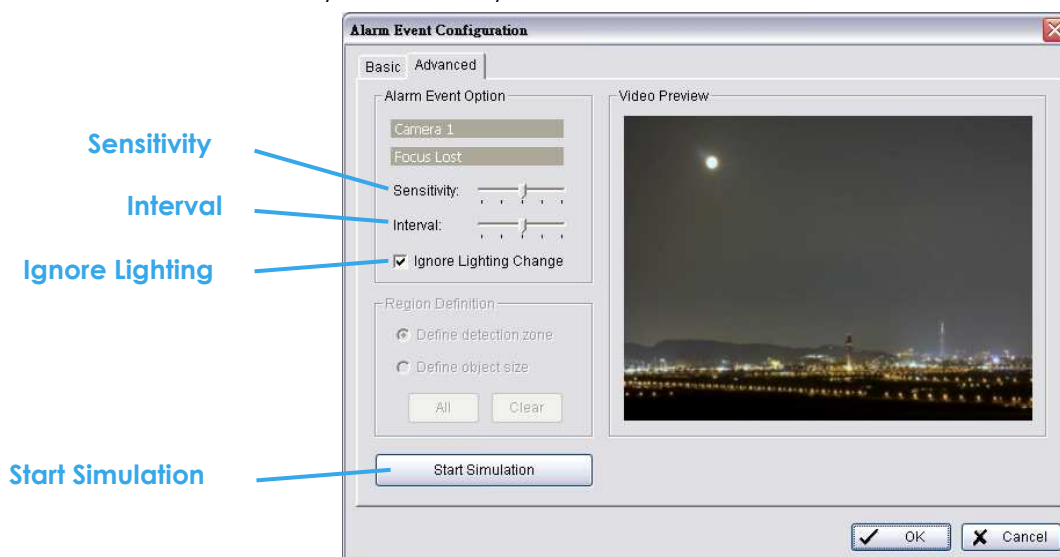 Alarm Event Configuration
Basic Advanced
Alarm Event Option
Camera 1
Focus Lost
Sensitivity:
Interval:
Ignore Lighting Change
Region Definition
Define detection zone
Define object size
All Clear
Start Simulation
Video Preview
OK Cancel
Sensitivity
Interval
Ignore Lighting
Start Simulation